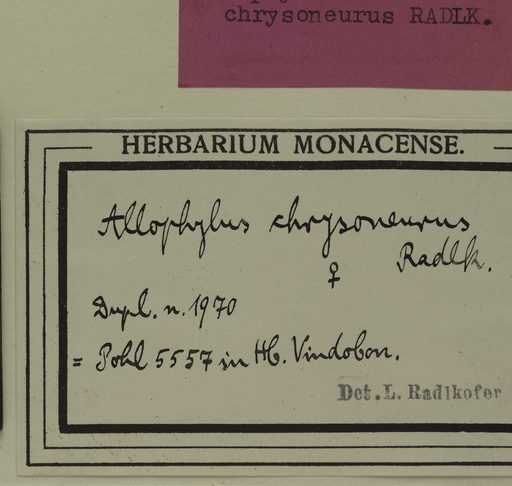 chrysoneurus RADLK.
HERBARIUM MONACENSE.
Allophylus chrysoneurus
Radlk.
♀
Dupl. n. 1970
= Pohl 5557 in Hb. Vindobon.
Det. L. Radlkofer